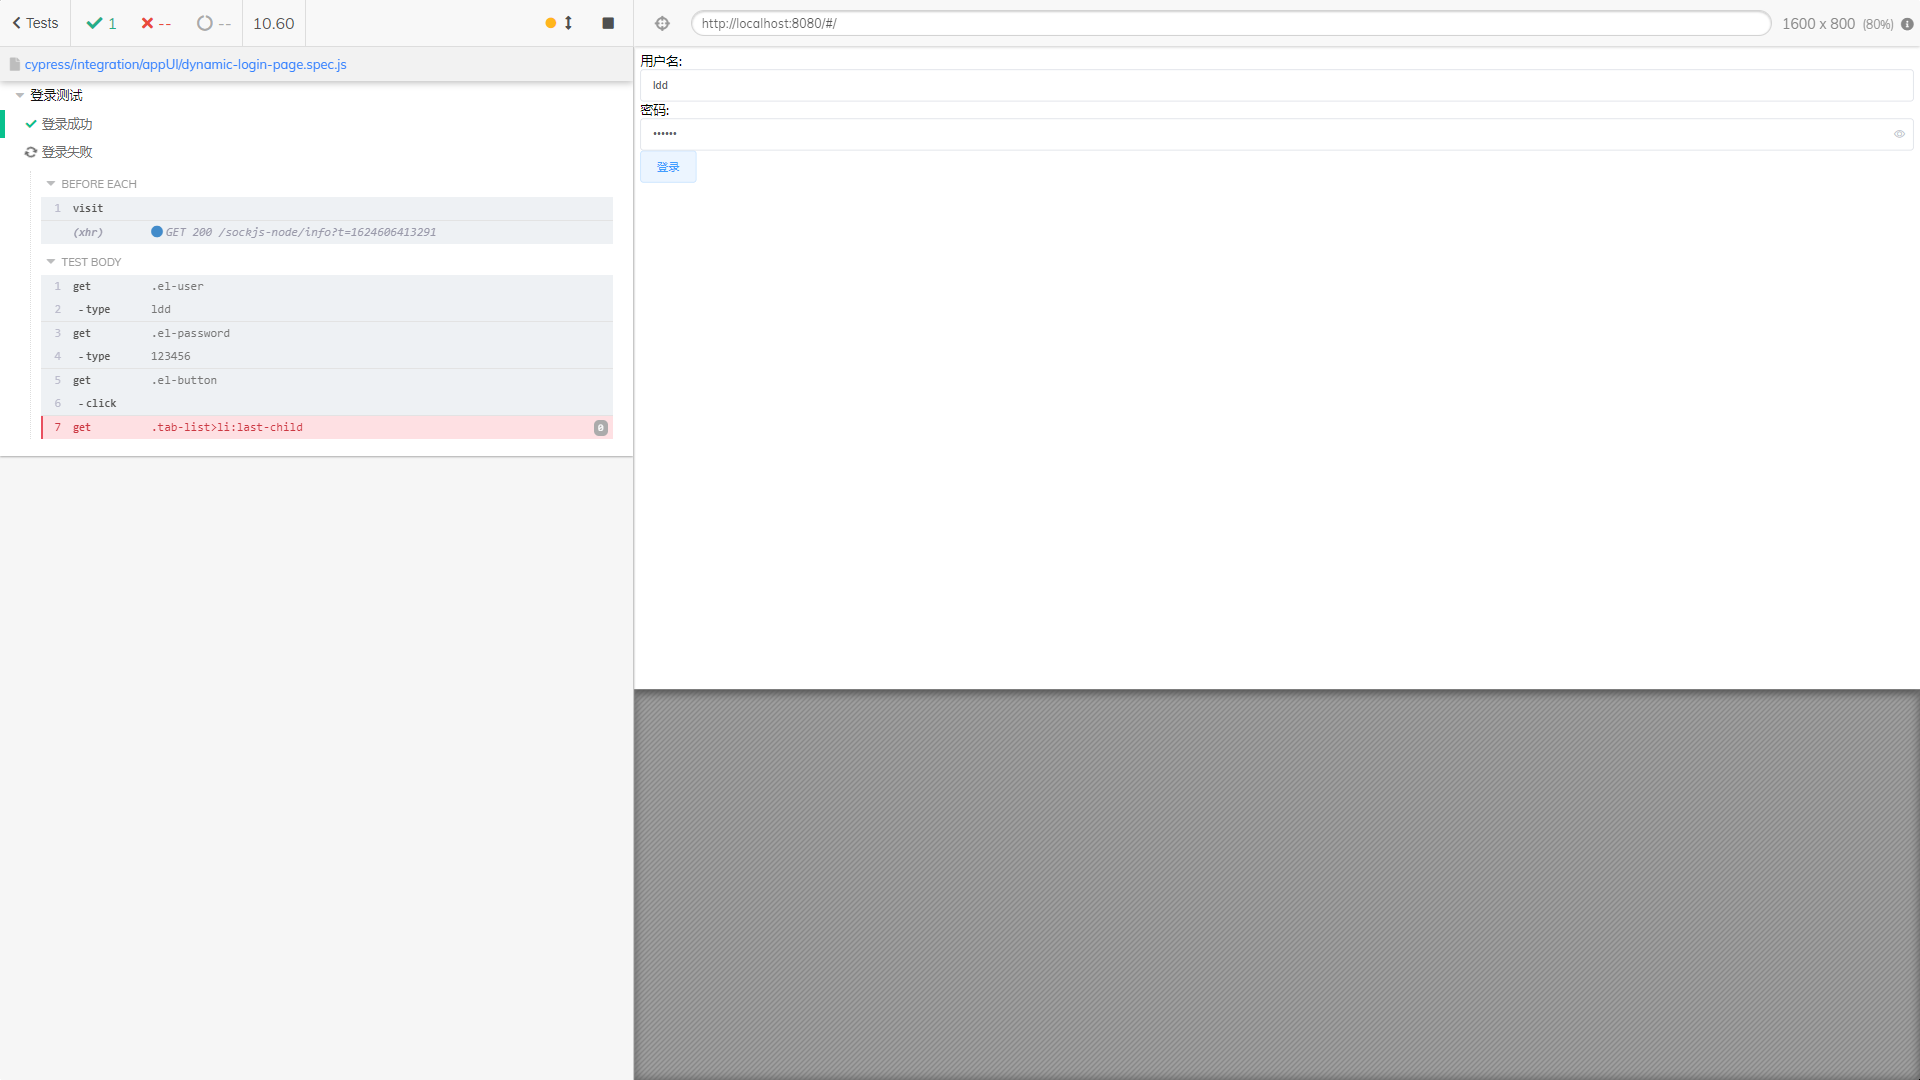 Tests
1
--
--
10.60
cypress/integration/appUI/dynamic-login-page.spec.js
登录测试
登录成功
登录失败
BEFORE EACH
1 visit
(xhr) GET 200 /sockjs-node/info?t=1624606413291
TEST BODY
1 get .el-user
2 -type ldd
3 get .el-password
4 -type 123456
5 get .el-button
6 -click
7 get .tab-list>li:last-child 0
http://localhost:8080/#/
1600 x 800 (80%)
用户名:
ldd
密码:
••••••
登录